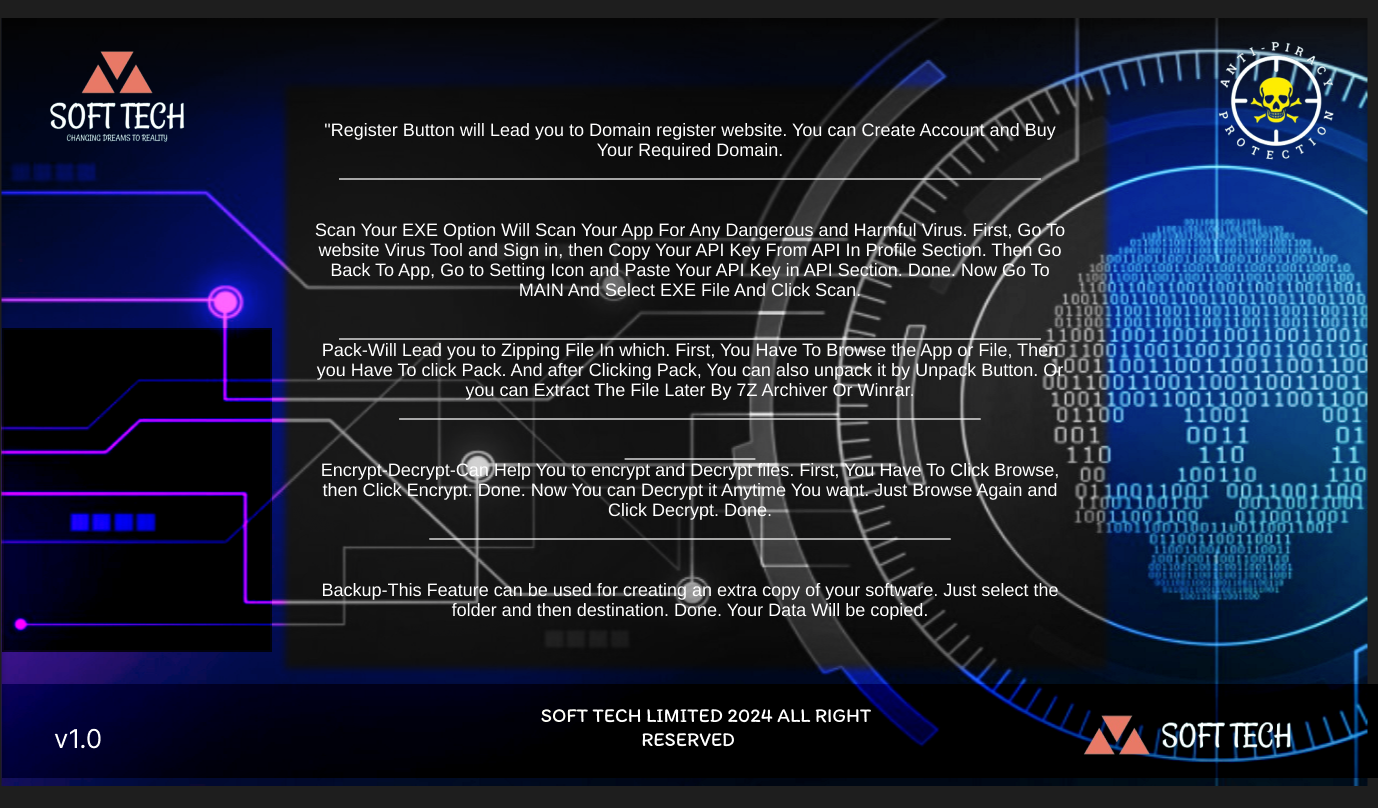 SOFT TECH
CHANGING DREAMS TO REALITY
ANTI-PIRACY
PROTECTION
"Register Button will Lead you to Domain register website. You can Create Account and Buy
Your Required Domain.
Scan Your EXE Option Will Scan Your App For Any Dangerous and Harmful Virus. First, Go To
website Virus Tool and Sign in, then Copy Your API Key From API In Profile Section. Then Go
Back To App, Go to Setting Icon and Paste Your API Key in API Section. Done. Now Go To
MAIN And Select EXE File And Click Scan.
Pack-Will Lead you to Zipping File In which. First, You Have To Browse the App or File, Then
you Have To click Pack. And after Clicking Pack, You can also unpack it by Unpack Button. Or
you can Extract The File Later By 7Z Archiver Or Winrar.
Encrypt-Decrypt-Can Help You to encrypt and Decrypt files. First, You Have To Click Browse,
then Click Encrypt. Done. Now You can Decrypt it Anytime You want. Just Browse Again and
Click Decrypt. Done.
Backup-This Feature can be used for creating an extra copy of your software. Just select the
folder and then destination. Done. Your Data Will be copied.
v1.0
SOFT TECH LIMITED 2024 ALL RIGHT
RESERVED
SOFT TECH